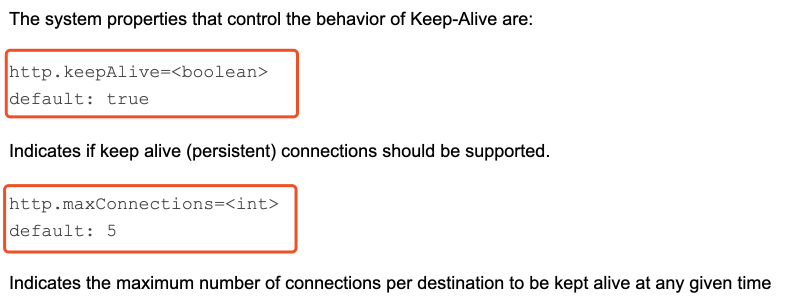 The system properties that control the behavior of Keep-Alive are:
http.keepAlive=<boolean>
default: true
Indicates if keep alive (persistent) connections should be supported.
http.maxConnections=<int>
default: 5
Indicates the maximum number of connections per destination to be kept alive at any given time